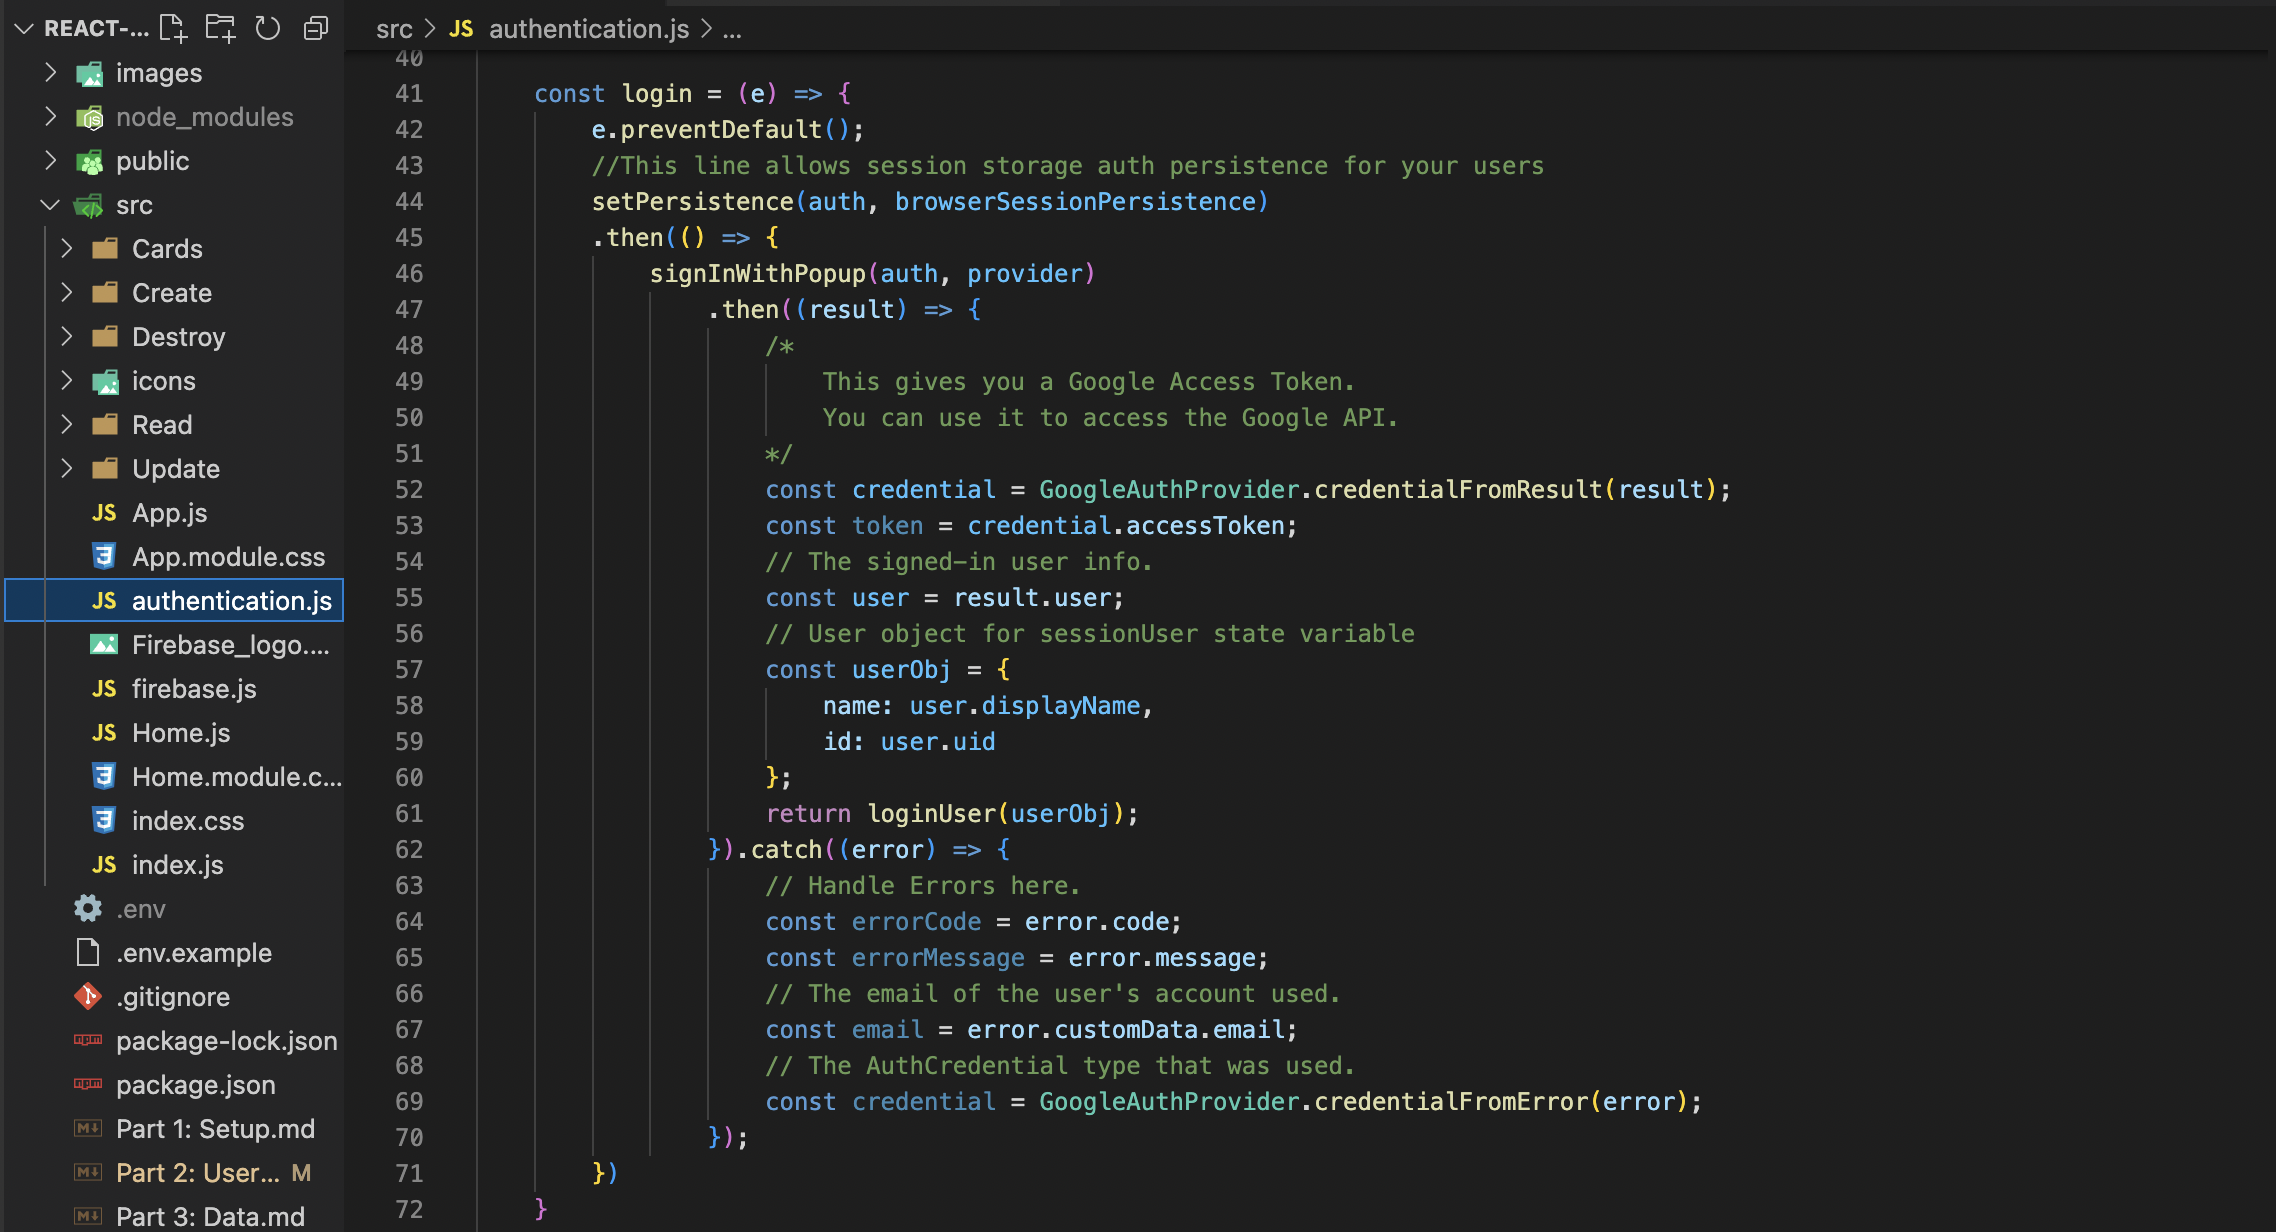 REACT-...
images
node_modules
public
src
Cards
Create
Destroy
icons
Read
Update
JS App.js
App.module.css
JS authentication.js
Firebase_logo....
JS firebase.js
JS Home.js
Home.module.c...
index.css
JS index.js
.env
.env.example
.gitignore
package-lock.json
package.json
Part 1: Setup.md
Part 2: User... M
Part 3: Data.md
src > JS authentication.js > ...
40
41 const login = (e) => {
42 e.preventDefault();
43 //This line allows session storage auth persistence for your users
44 setPersistence(auth, browserSessionPersistence)
45 .then(() => {
46 signInWithPopup(auth, provider)
47 .then((result) => {
48 /*
49 This gives you a Google Access Token.
50 You can use it to access the Google API.
51 */
52 const credential = GoogleAuthProvider.credentialFromResult(result);
53 const token = credential.accessToken;
54 // The signed-in user info.
55 const user = result.user;
56 // User object for sessionUser state variable
57 const userObj = {
58 name: user.displayName,
59 id: user.uid
60 };
61 return loginUser(userObj);
62 }).catch((error) => {
63 // Handle Errors here.
64 const errorCode = error.code;
65 const errorMessage = error.message;
66 // The email of the user's account used.
67 const email = error.customData.email;
68 // The AuthCredential type that was used.
69 const credential = GoogleAuthProvider.credentialFromError(error);
70 });
71 })
72 }